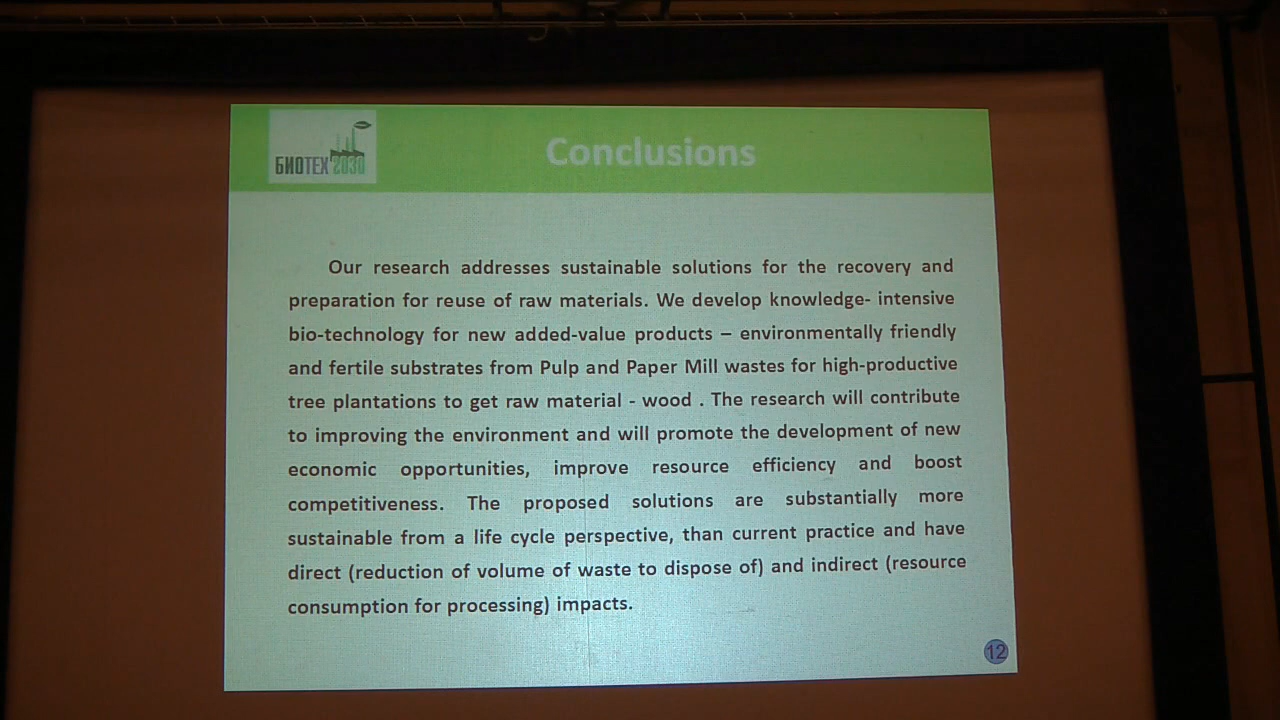 БИОТЕХ 2030
Conclusions
Our research addresses sustainable solutions for the recovery and
preparation for reuse of raw materials. We develop knowledge- intensive
bio-technology for new added-value products – environmentally friendly
and fertile substrates from Pulp and Paper Mill wastes for high-productive
tree plantations to get raw material - wood . The research will contribute
to improving the environment and will promote the development of new
economic opportunities, improve resource efficiency and boost
competitiveness. The proposed solutions are substantially more
sustainable from a life cycle perspective, than current practice and have
direct (reduction of volume of waste to dispose of) and indirect (resource
consumption for processing) impacts.
12